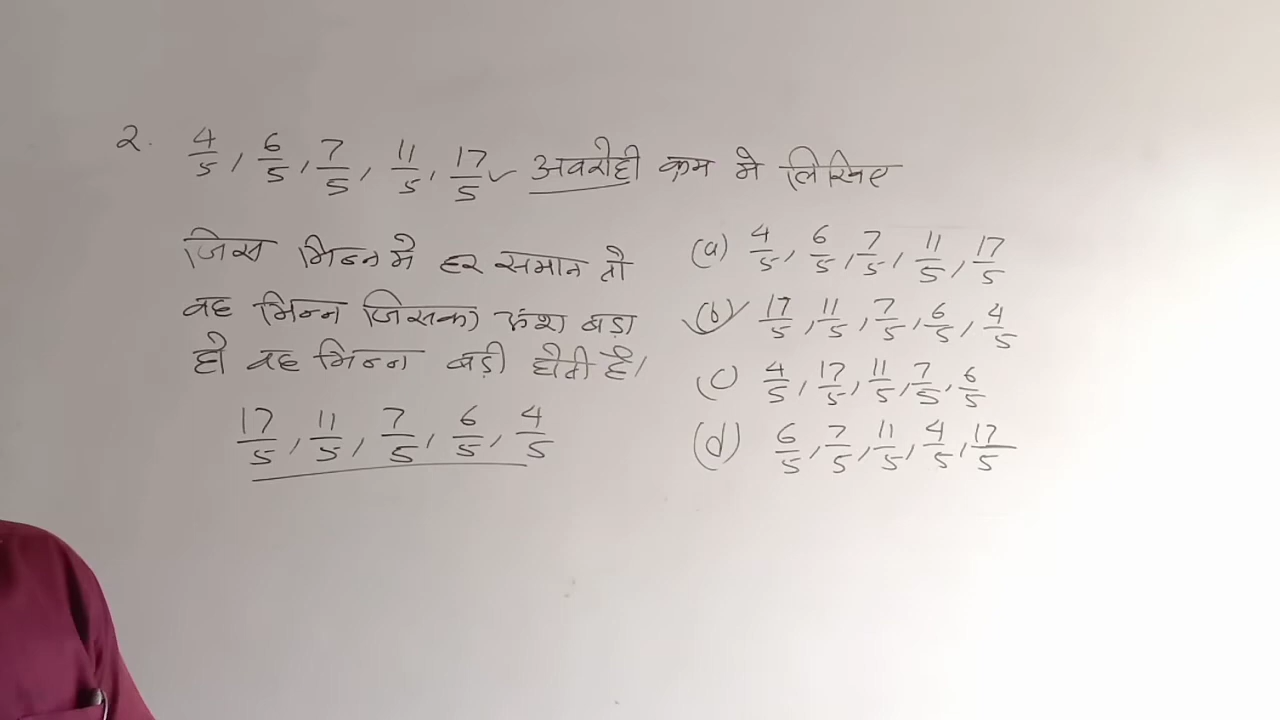 २. 4/5, 6/5, 7/5, 11/5, 17/5 ✓ अवरोही क्रम मे लिखिए
जिस भिन्न मे हर समान तो
वह भिन्न जिसका अंश बड़ा
हो वह भिन्न बड़ी होती है।
17/5, 11/5, 7/5, 6/5, 4/5
(a) 4/5, 6/5, 7/5, 11/5, 17/5
(b) ✓ 17/5, 11/5, 7/5, 6/5, 4/5
(c) 4/5, 17/5, 11/5, 7/5, 6/5
(d) 6/5, 7/5, 11/5, 4/5, 17/5